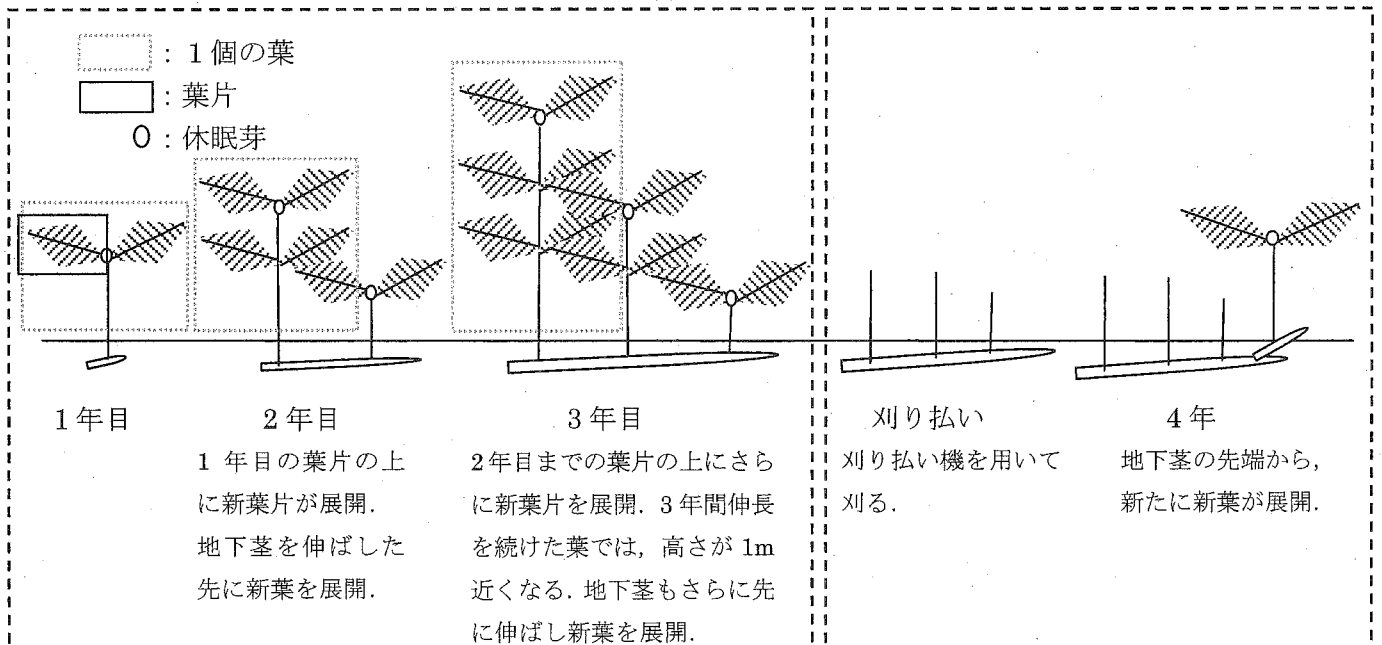 ：1個の葉
：葉片
：休眠芽
1年目
2年目
3年目
刈り払い
4年
1 年目の葉片の上
に新葉片が展開．
地下茎を伸ばした
先に新葉を展開．
2年目までの葉片の上にさら
に新葉片を展開．3年間伸長
を続けた葉では，高さが 1m
近くなる．地下茎もさらに先
に伸ばし新葉を展開．
刈り払い機を用いて
刈る．
地下茎の先端から，
新たに新葉が展開．